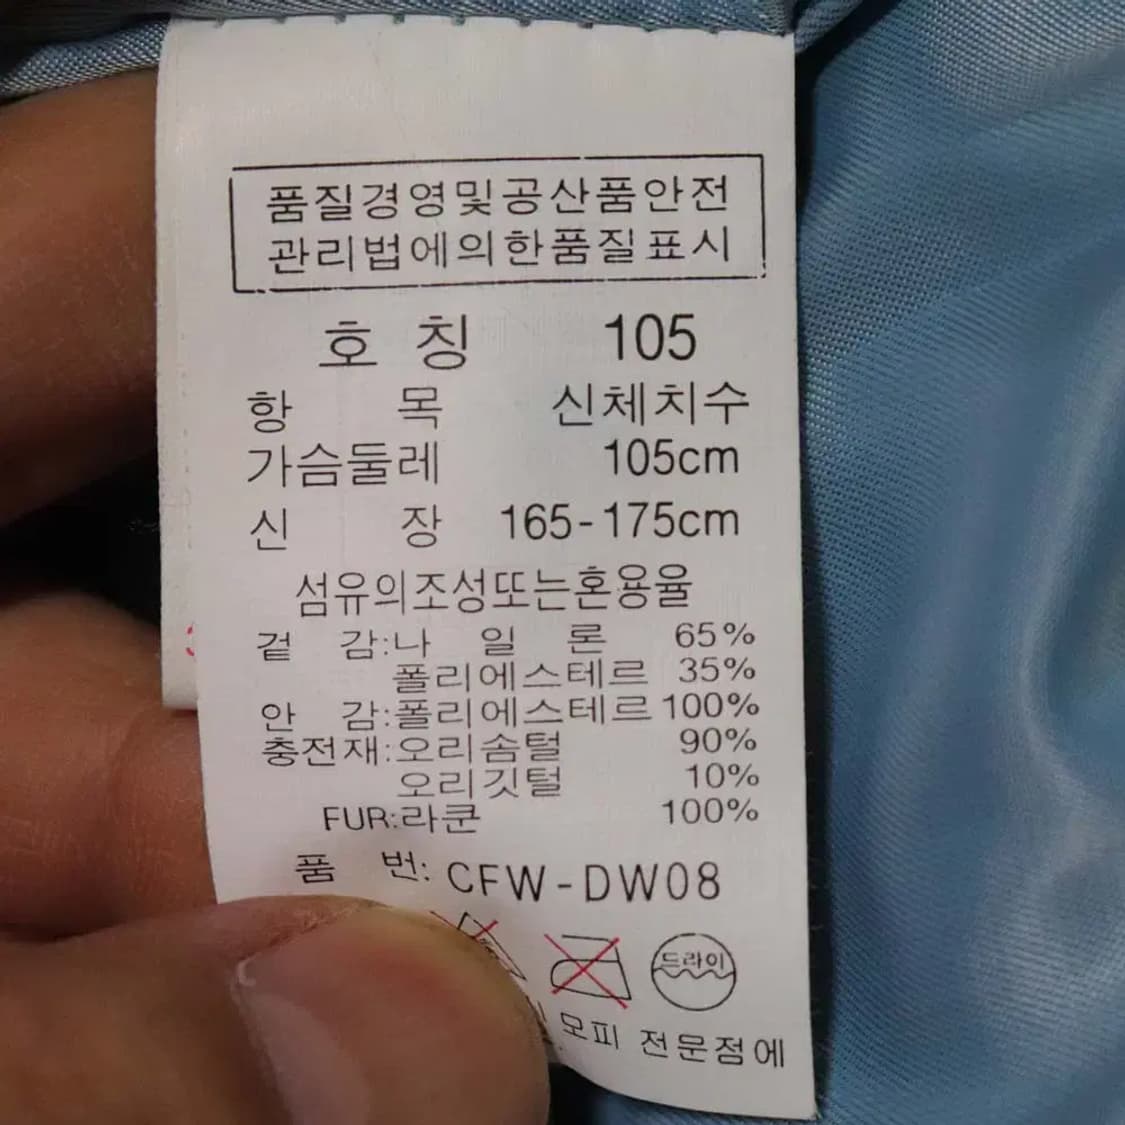 품질경영및공산품안전
관리법에의한품질표시
호 칭 105
항 목 신체치수
가슴둘레 105cm
신 장 165-175cm
섬유의조성또는혼용율
겉 감:나 일 론 65%
폴리에스테르 35%
안 감:폴리에스테르 100%
충전재:오리솜털 90%
오리깃털 10%
FUR:라쿤 100%
품 번: CFW-DW08
드라이
모피 전문점에